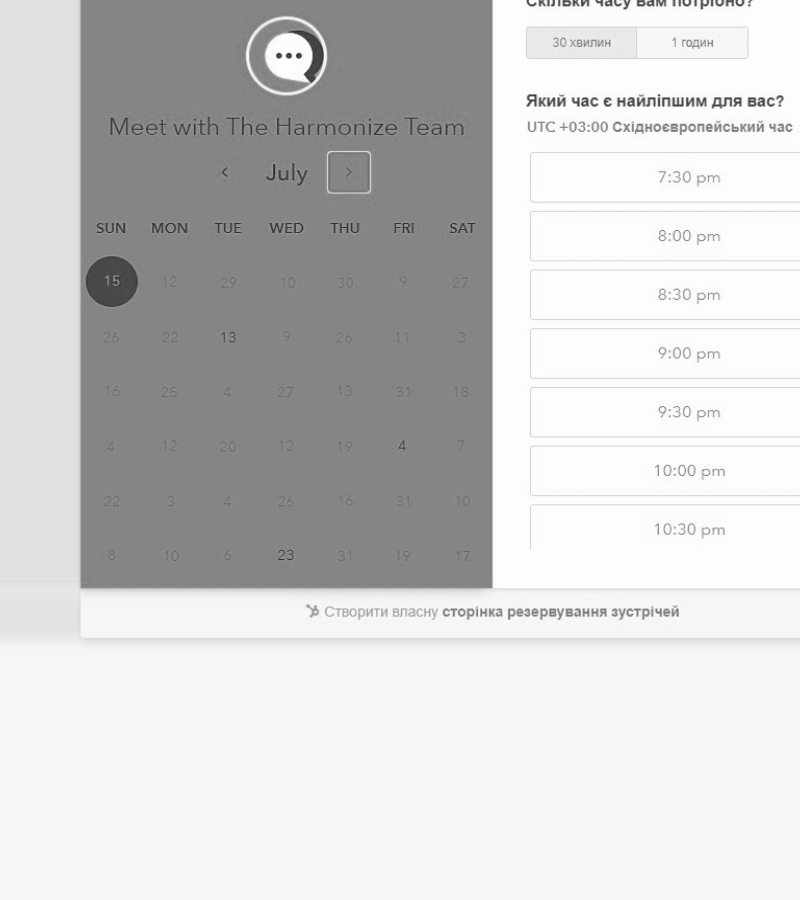 Скільки часу вам потрібно?
30 хвилин
1 годин
Meet with The Harmonize Team
July
SUN MON TUE WED THU FRI SAT
15 12 29 10 30 9 27
26 22 13 9 26 11 3
16 25 4 27 13 31 18
4 12 20 12 19 4 7
22 3 4 26 16 31 10
8 10 6 23 31 19 17
Який час є найліпшим для вас?
UTC +03:00 Східноєвропейський час
7:30 pm
8:00 pm
8:30 pm
9:00 pm
9:30 pm
10:00 pm
10:30 pm
Створити власну сторінка резервування зустрічей